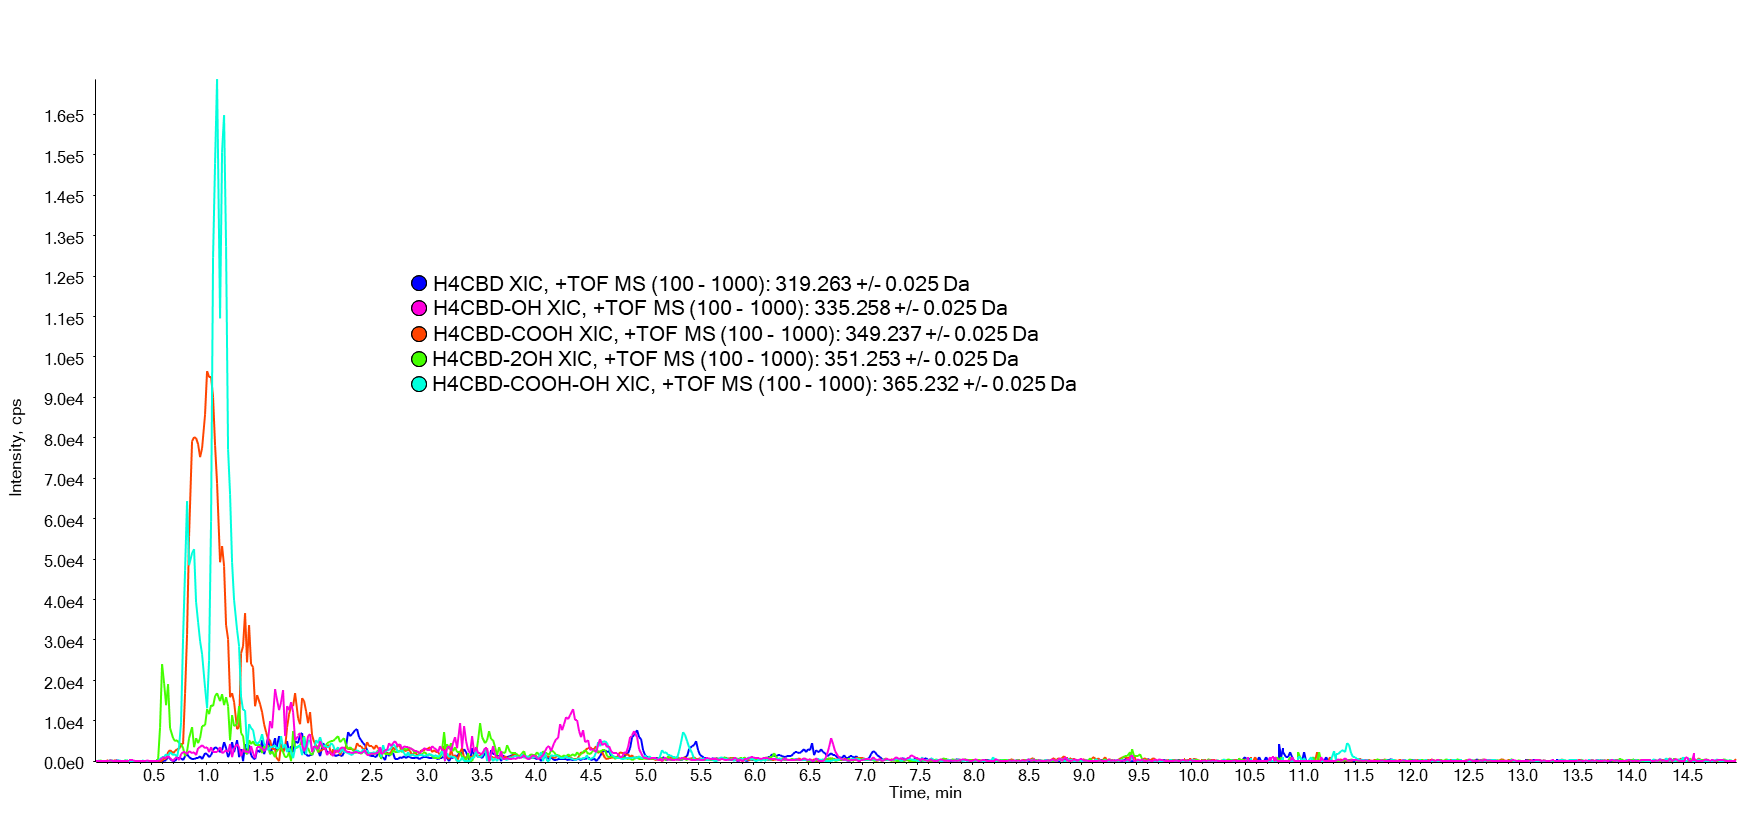 1.6e5
1.5e5
1.4e5
1.3e5
1.2e5
1.1e5
1.0e5
9.0e4
8.0e4
7.0e4
6.0e4
5.0e4
4.0e4
3.0e4
2.0e4
1.0e4
0.0e0
Intensity, cps
H4CBD XIC, +TOF MS (100 - 1000): 319.263 +/- 0.025 Da
H4CBD-OH XIC, +TOF MS (100 - 1000): 335.258 +/- 0.025 Da
H4CBD-COOH XIC, +TOF MS (100 - 1000): 349.237 +/- 0.025 Da
H4CBD-2OH XIC, +TOF MS (100 - 1000): 351.253 +/- 0.025 Da
H4CBD-COOH-OH XIC, +TOF MS (100 - 1000): 365.232 +/- 0.025 Da
0.5 1.0 1.5 2.0 2.5 3.0 3.5 4.0 4.5 5.0 5.5 6.0 6.5 7.0 7.5 8.0 8.5 9.0 9.5 10.0 10.5 11.0 11.5 12.0 12.5 13.0 13.5 14.0 14.5
Time, min